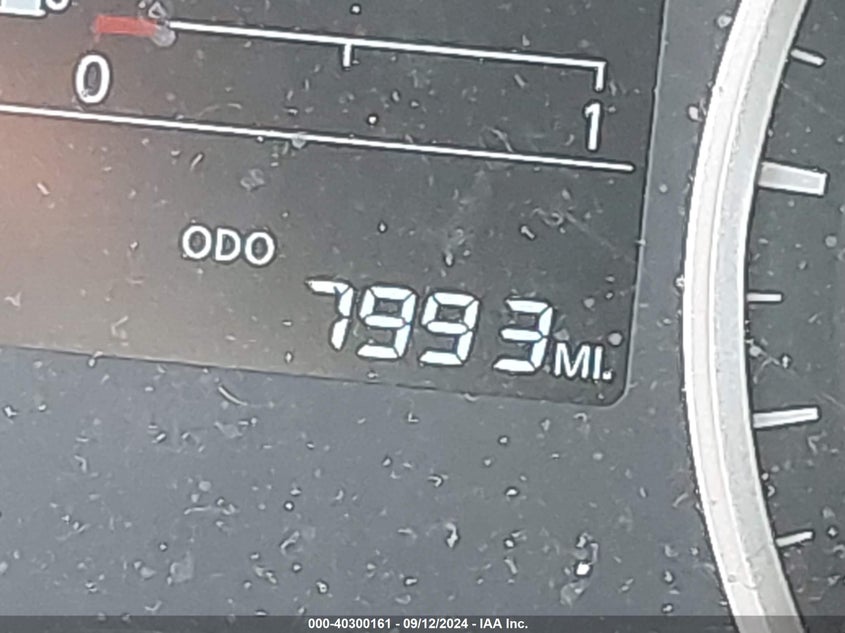 0
1
ODO
7993 MI.
000-40300161 - 09/12/2024 - IAA Inc.